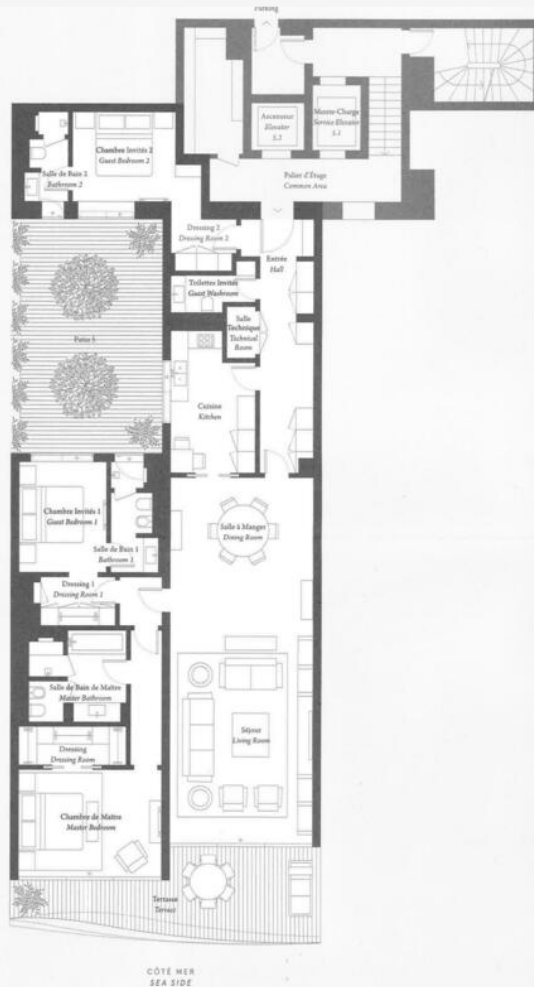 Parking
Ascenseur
Elevator
S.2
Monte-Charge
Service Elevator
S.1
Palier d'Étage
Common Area
Chambre Invités 2
Guest Bedroom 2
Salle de Bain 2
Bathroom 2
Dressing 2
Dressing Room 2
Entrée
Hall
Toilettes Invités
Guest Washroom
Salle
Technique
Technical
Room
Patio 5
Cuisine
Kitchen
Chambre Invités 1
Guest Bedroom 1
Salle de Bain 1
Bathroom 1
Salle à Manger
Dining Room
Dressing 1
Dressing Room 1
Salle de Bain de Maître
Master Bathroom
Séjour
Living Room
Dressing
Dressing Room
Chambre de Maître
Master Bedroom
Terrasse
Terrace
CÔTÉ MER
SEA SIDE